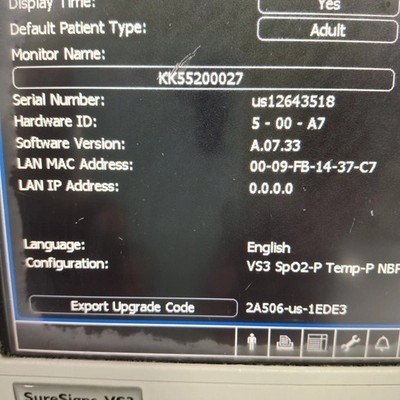 Display Time: Yes
Default Patient Type: Adult
Monitor Name:
KK55200027
Serial Number: us12643518
Hardware ID: 5 - 00 - A7
Software Version: A.07.33
LAN MAC Address: 00-09-FB-14-37-C7
LAN IP Address: 0.0.0.0
Language: English
Configuration: VS3 SpO2-P Temp-P NBP
Export Upgrade Code 2A506-us-1EDE3
SureSigns VS3